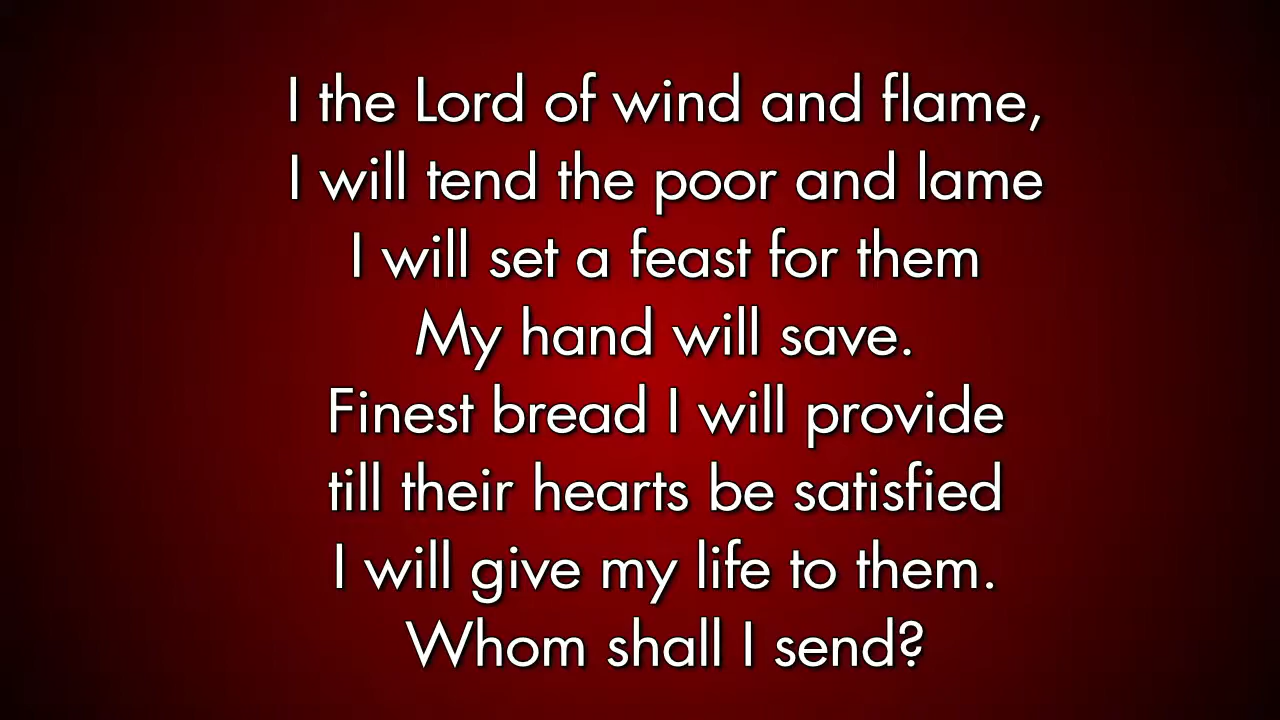 I the Lord of wind and flame,
I will tend the poor and lame
I will set a feast for them
My hand will save.
Finest bread I will provide
till their hearts be satisfied
I will give my life to them.
Whom shall I send?